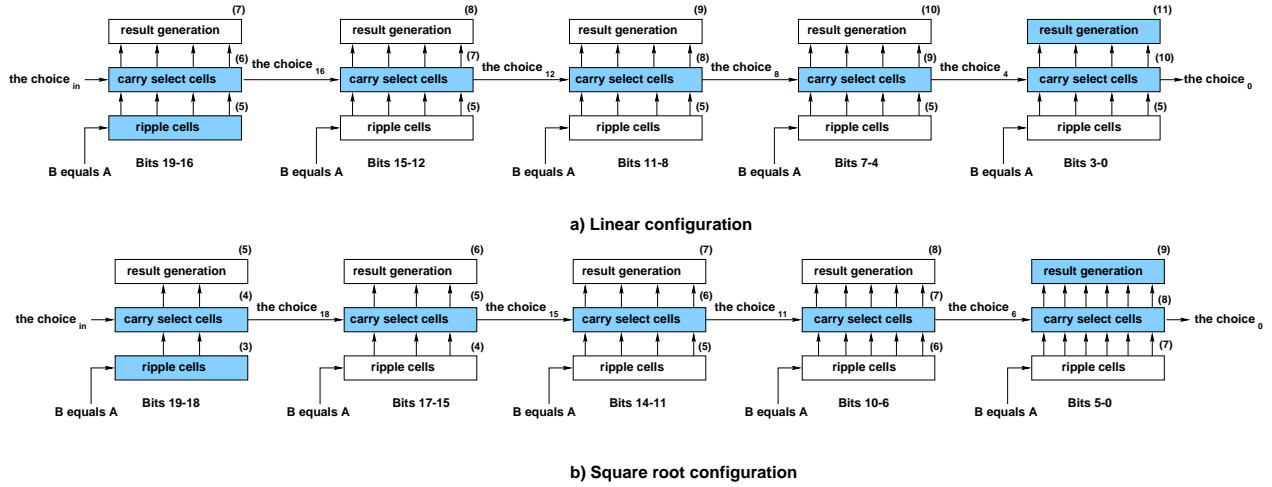 (7) (8) (9) (10) (11)
result generation result generation result generation result generation result generation
(6) (7) (8) (9) (10)
the choice in carry select cells the choice 16 carry select cells the choice 12 carry select cells the choice 8 carry select cells the choice 4 carry select cells the choice 0
(5) (5) (5) (5) (5)
ripple cells ripple cells ripple cells ripple cells ripple cells
B equals A Bits 19-16 B equals A Bits 15-12 B equals A Bits 11-8 B equals A Bits 7-4 B equals A Bits 3-0
a) Linear configuration
(5) (6) (7) (8) (9)
result generation result generation result generation result generation result generation
(4) (5) (6) (7) (8)
the choice in carry select cells the choice 18 carry select cells the choice 15 carry select cells the choice 11 carry select cells the choice 6 carry select cells the choice 0
(3) (4) (5) (6) (7)
ripple cells ripple cells ripple cells ripple cells ripple cells
B equals A Bits 19-18 B equals A Bits 17-15 B equals A Bits 14-11 B equals A Bits 10-6 B equals A Bits 5-0
b) Square root configuration